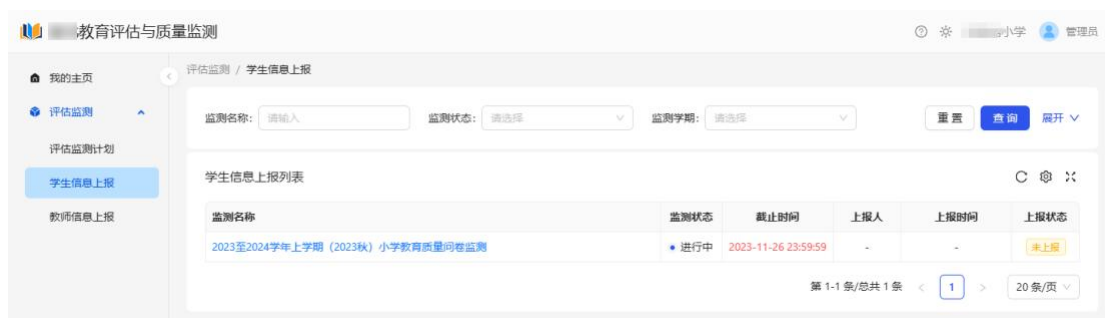 教育评估与质量监测
小学 管理员
我的主页
评估监测
评估监测计划
学生信息上报
教师信息上报
评估监测 / 学生信息上报
监测名称: 请输入 监测状态: 请选择 监测学期: 请选择 重置 查询 展开
学生信息上报列表
监测名称 监测状态 截止时间 上报人 上报时间 上报状态
2023至2024学年上学期（2023秋）小学教育质量问卷监测 进行中 2023-11-26 23:59:59 - - 未上报
第 1-1 条/总共 1 条 < 1 > 20 条/页